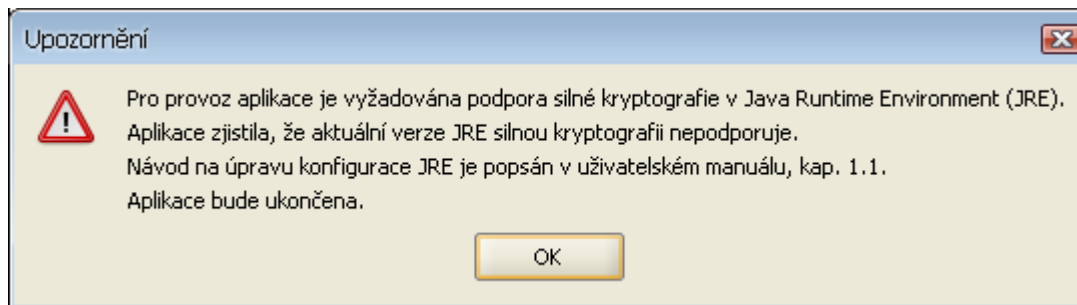 Upozornění
Pro provoz aplikace je vyžadována podpora silné kryptografie v Java Runtime Environment (JRE).
Aplikace zjistila, že aktuální verze JRE silnou kryptografii nepodporuje.
Návod na úpravu konfigurace JRE je popsán v uživatelském manuálu, kap. 1.1.
Aplikace bude ukončena.
OK